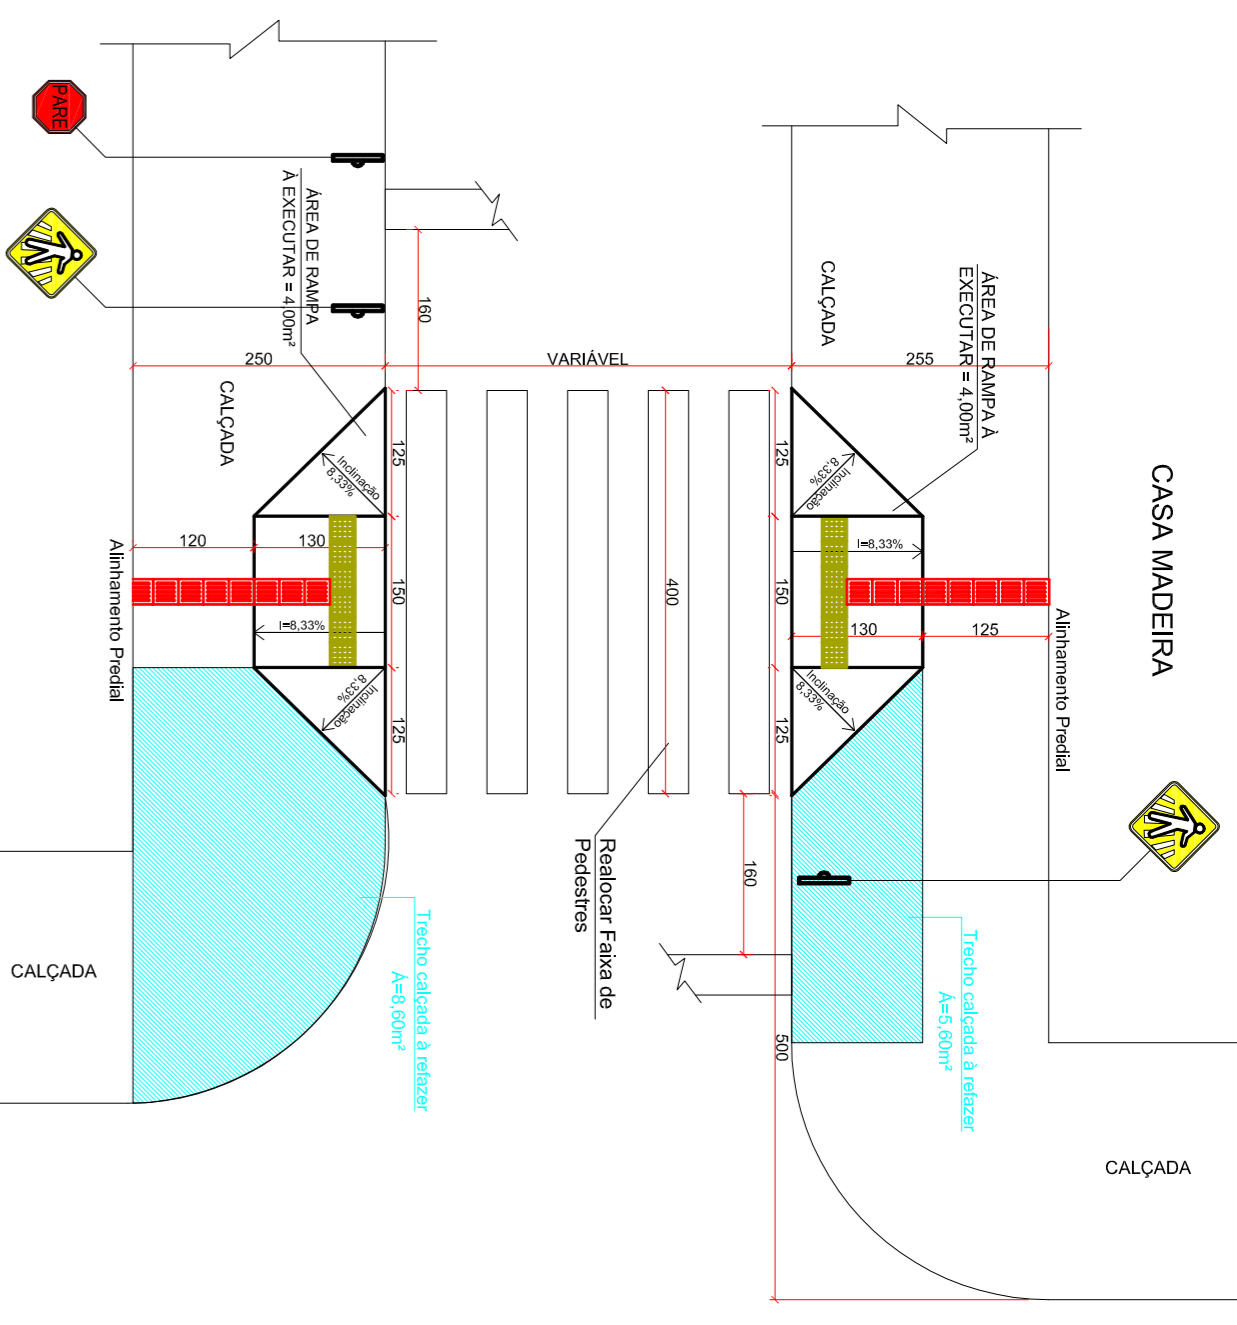 PARE
ÁREA DE RAMPA
À EXECUTAR = 4,00m²
160
CALÇADA
ÁREA DE RAMPA À
EXECUTAR = 4,00m²
250
VARIÁVEL
255
CALÇADA
CASA MADEIRA
125
Inclinação
8,33%
125
Inclinação
8,33%
120
130
150
I=8,33%
400
150
I=8,33%
130
125
Alinhamento Predial
Alinhamento Predial
Inclinação
8,33%
125
125
Inclinação
8,33%
Realocar Faixa de
Pedestres
160
CALÇADA
Trecho calçada à refazer
Á=8,60m²
Trecho calçada à refazer
Á=5,60m²
500
CALÇADA